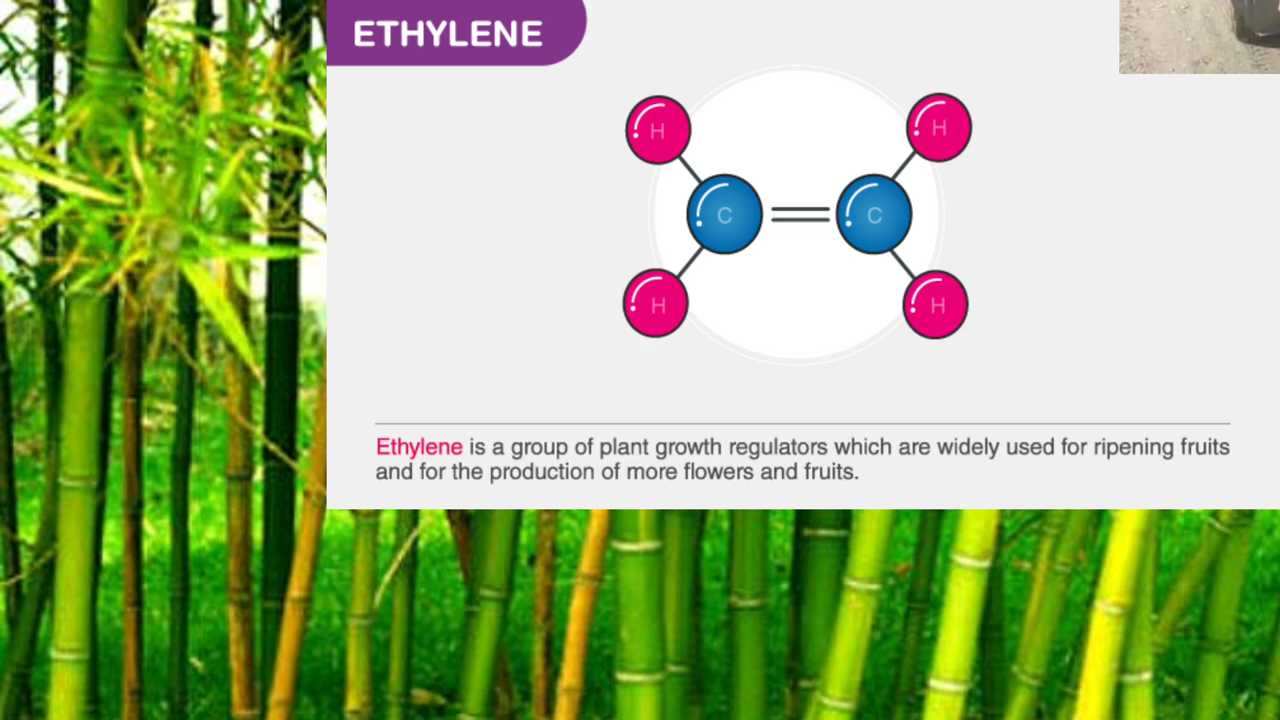 ETHYLENE
H
H
C
C
H
H
Ethylene is a group of plant growth regulators which are widely used for ripening fruits
and for the production of more flowers and fruits.